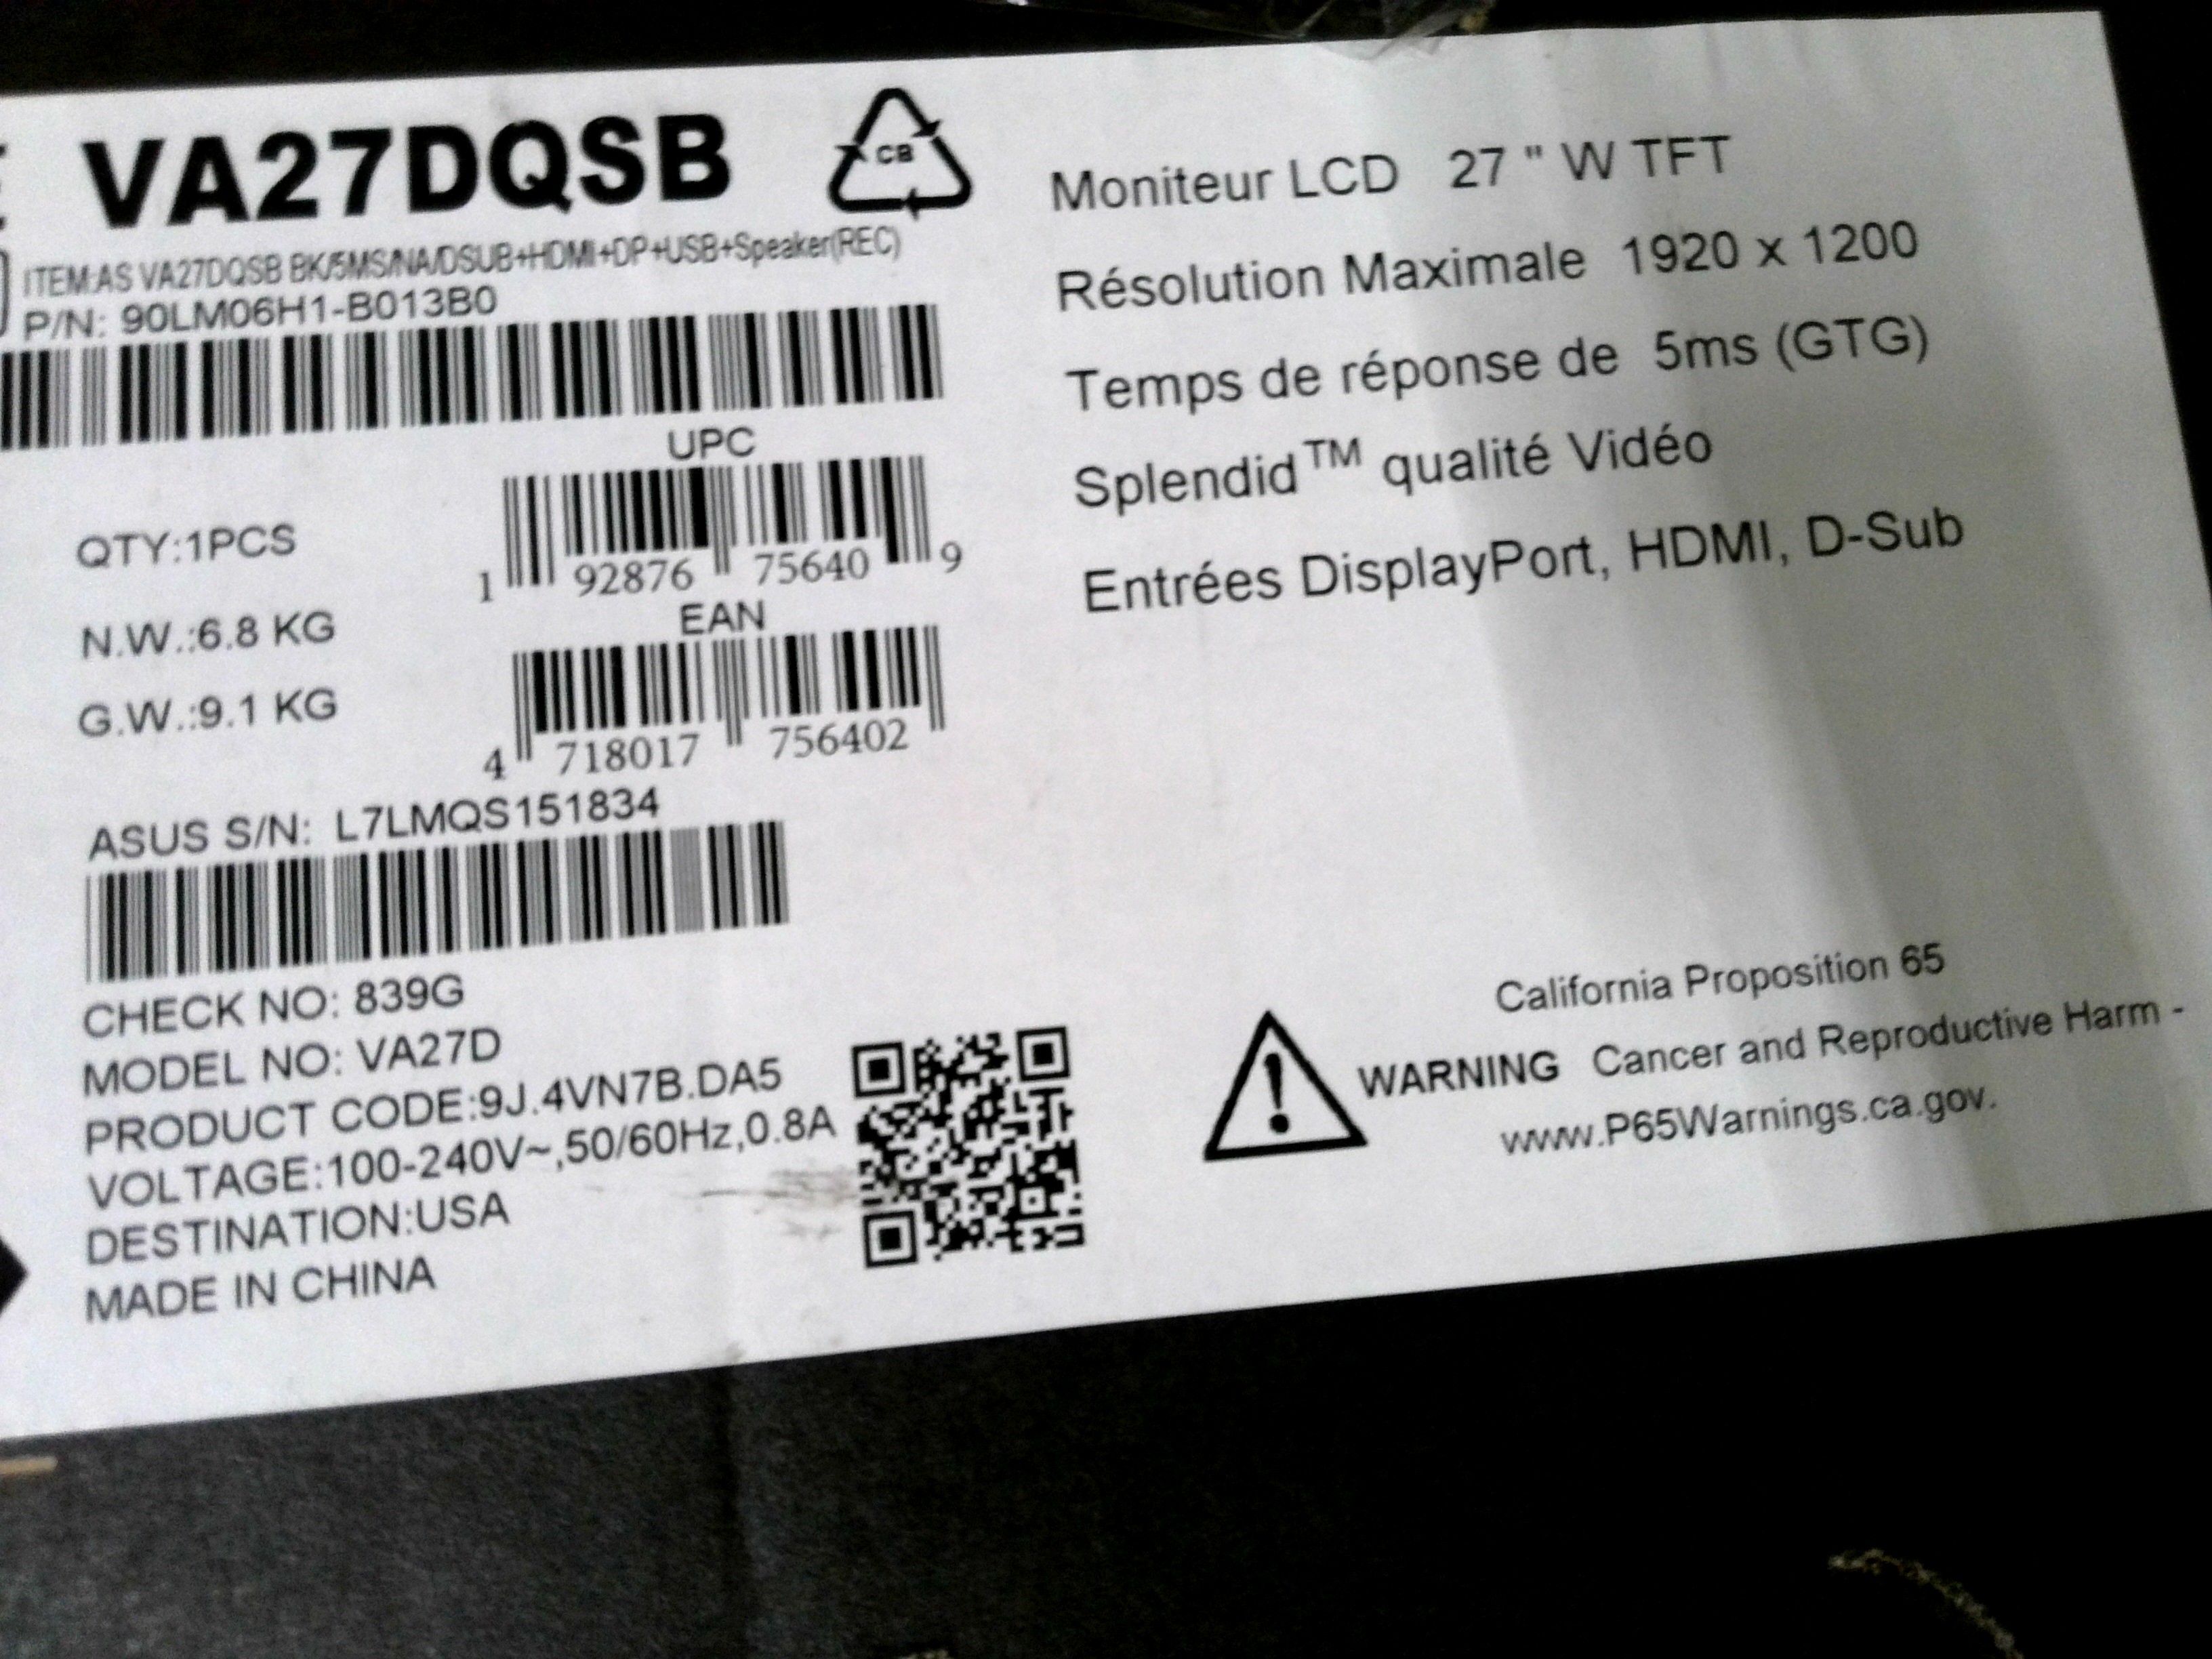 VA27DQSB
CB
ITEM:AS VA27DQSB BK/5MS/NA/DSUB+HDMI+DP+USB+Speaker(REC)
P/N: 90LM06H1-B013B0
UPC
1 92876 75640 9
QTY:1PCS
EAN
N.W.:6.8 KG
G.W.:9.1 KG
4 718017 756402
ASUS S/N: L7LMQS151834
CHECK NO: 839G
MODEL NO: VA27D
PRODUCT CODE:9J.4VN7B.DA5
VOLTAGE:100-240V~,50/60Hz,0.8A
DESTINATION:USA
MADE IN CHINA
Moniteur LCD 27 " W TFT
Résolution Maximale 1920 x 1200
Temps de réponse de 5ms (GTG)
Splendid™ qualité Vidéo
Entrées DisplayPort, HDMI, D-Sub
California Proposition 65
WARNING Cancer and Reproductive Harm -
www.P65Warnings.ca.gov.